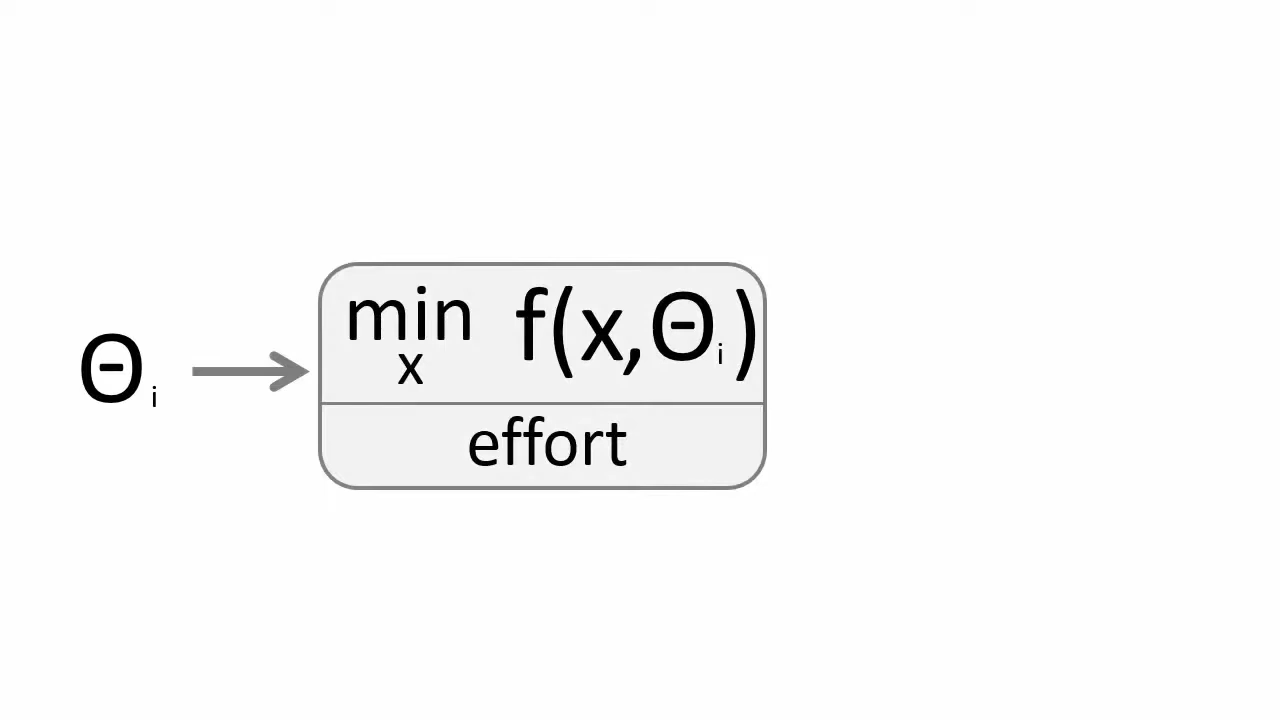 Θi
min f(x,Θi)
x
effort